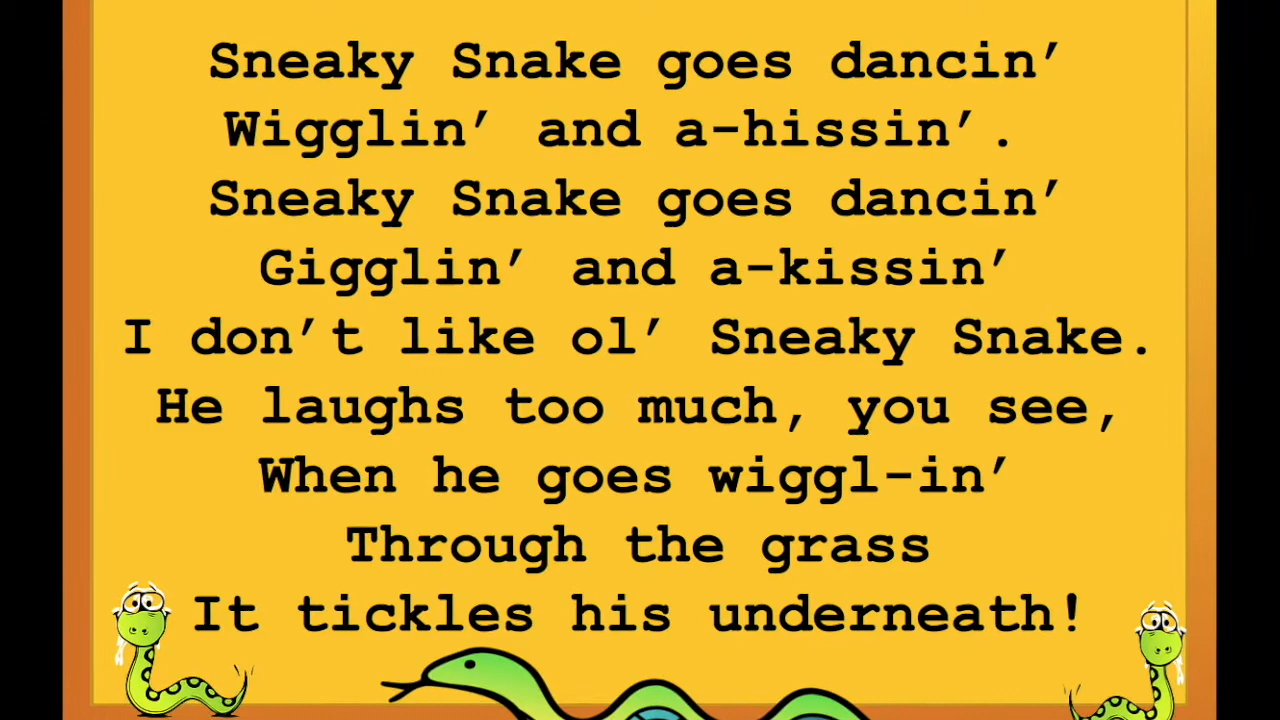 Sneaky Snake goes dancin’
Wigglin’ and a-hissin’.
Sneaky Snake goes dancin’
Gigglin’ and a-kissin’
I don’t like ol’ Sneaky Snake.
He laughs too much, you see,
When he goes wiggl-in’
Through the grass
It tickles his underneath!